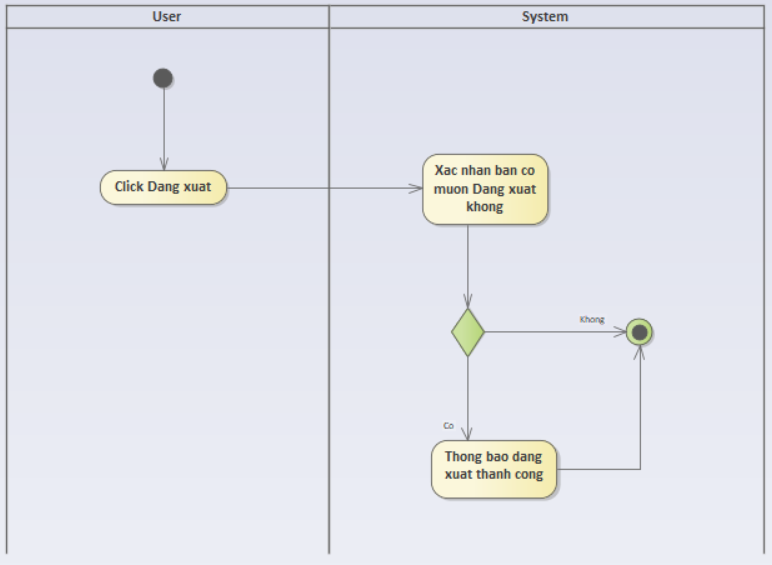 User
System
Click Dang xuat
Xac nhan ban co
muon Dang xuat
khong
Khong
Co
Thong bao dang
xuat thanh cong